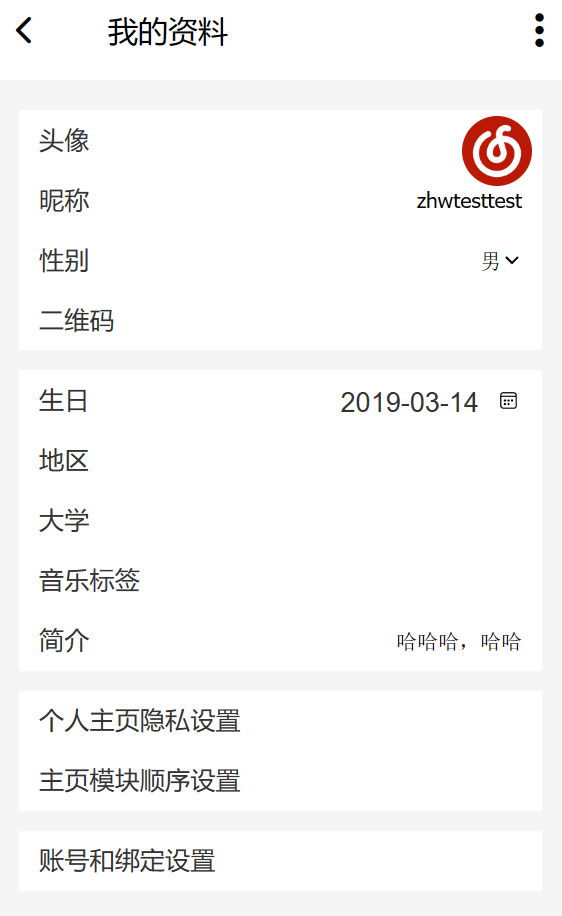 我的资料
头像
昵称 zhwtesttest
性别 男
二维码
生日 2019-03-14
地区
大学
音乐标签
简介 哈哈哈，哈哈
个人主页隐私设置
主页模块顺序设置
账号和绑定设置